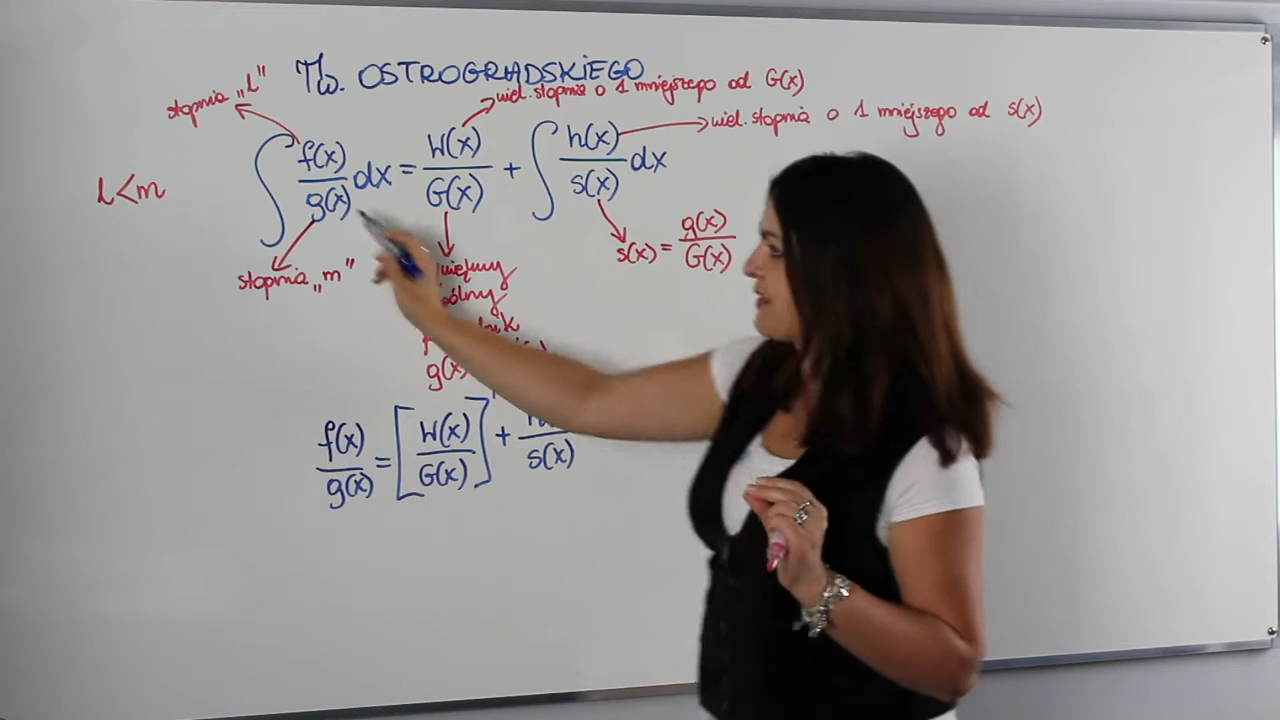 Tw. OSTROGRADSKIEGO
stopnia „l”
wiel. stopnia o 1 mniejszego od G(x)
wiel. stopnia o 1 mniejszego od s(x)
l < m
∫ f(x)/g(x) dx = W(x)/G(x) + ∫ h(x)/s(x) dx
stopnia „m”
s(x) = g(x)/G(x)
f(x)/g(x) = [W(x)/G(x)]' + /s(x)